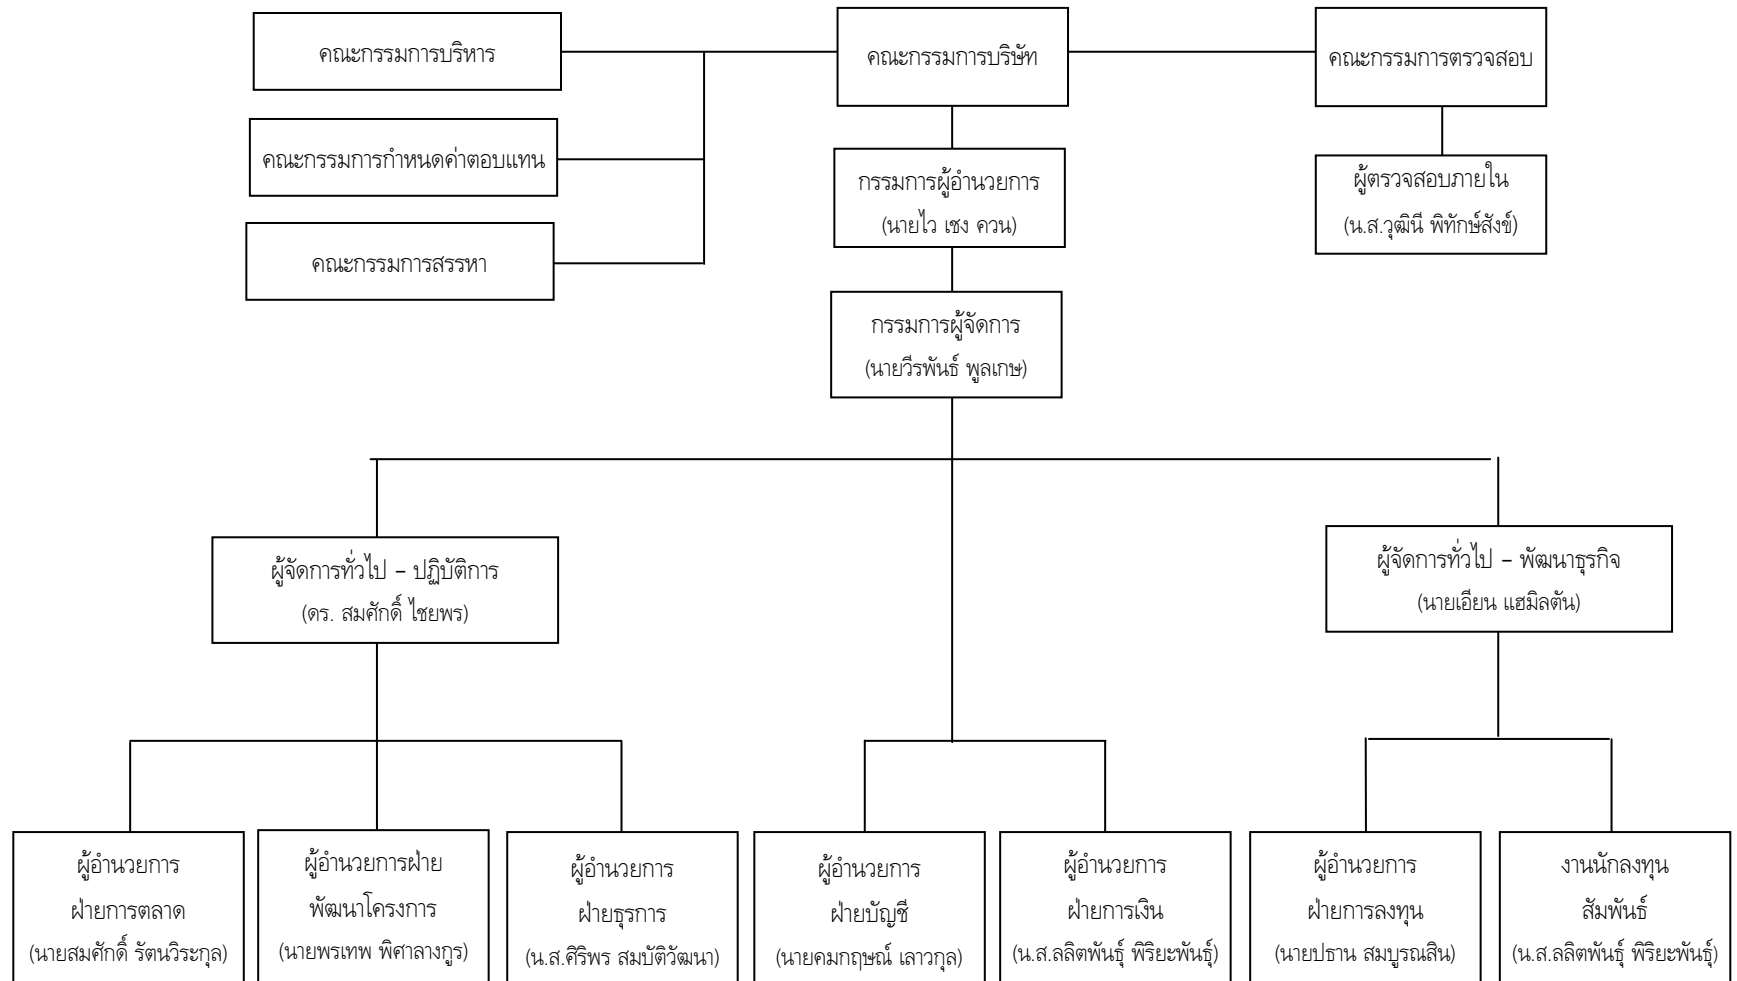 คณะกรรมการบริหาร
คณะกรรมการบริษัท
คณะกรรมการตรวจสอบ
คณะกรรมการกำหนดค่าตอบแทน
กรรมการผู้อำนวยการ
(นายไว เชง ควน)
ผู้ตรวจสอบภายใน
(น.ส.วุฒินี พิทักษ์สังข์)
คณะกรรมการสรรหา
กรรมการผู้จัดการ
(นายวีรพันธ์ พูลเกษ)
ผู้จัดการทั่วไป – ปฏิบัติการ
(ดร. สมศักดิ์ ไชยพร)
ผู้จัดการทั่วไป – พัฒนาธุรกิจ
(นายเอียน แฮมิลตัน)
ผู้อำนวยการ
ฝ่ายการตลาด
(นายสมศักดิ์ รัตนวิระกุล)
ผู้อำนวยการฝ่าย
พัฒนาโครงการ
(นายพรเทพ พิศาลางกูร)
ผู้อำนวยการ
ฝ่ายธุรการ
(น.ส.ศิริพร สมบัติวัฒนา)
ผู้อำนวยการ
ฝ่ายบัญชี
(นายคมกฤษณ์ เลาวกุล)
ผู้อำนวยการ
ฝ่ายการเงิน
(น.ส.ลลิตพันธุ์ พิริยะพันธุ์)
ผู้อำนวยการ
ฝ่ายการลงทุน
(นายปธาน สมบูรณสิน)
งานนักลงทุน
สัมพันธ์
(น.ส.ลลิตพันธุ์ พิริยะพันธุ์)